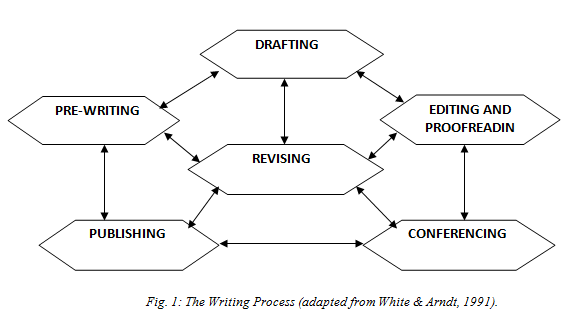 DRAFTING
PRE-WRITING
EDITING AND
PROOFREADIN
REVISING
PUBLISHING
CONFERENCING
Fig. 1: The Writing Process (adapted from White & Arndt, 1991).